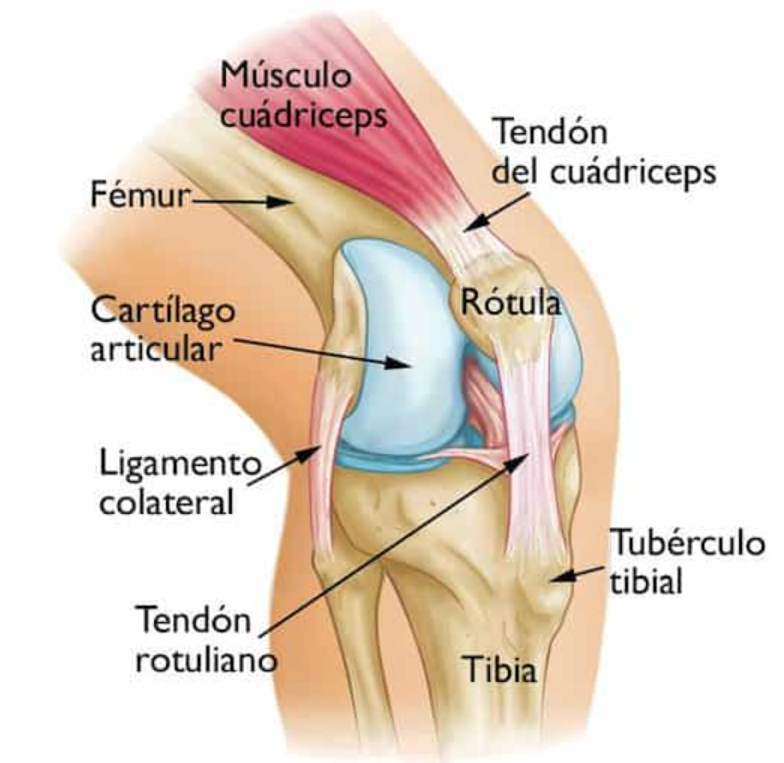 Músculo
cuádriceps
Tendón
del cuádriceps
Fémur
Rótula
Cartílago
articular
Ligamento
colateral
Tubérculo
tibial
Tendón
rotuliano
Tibia